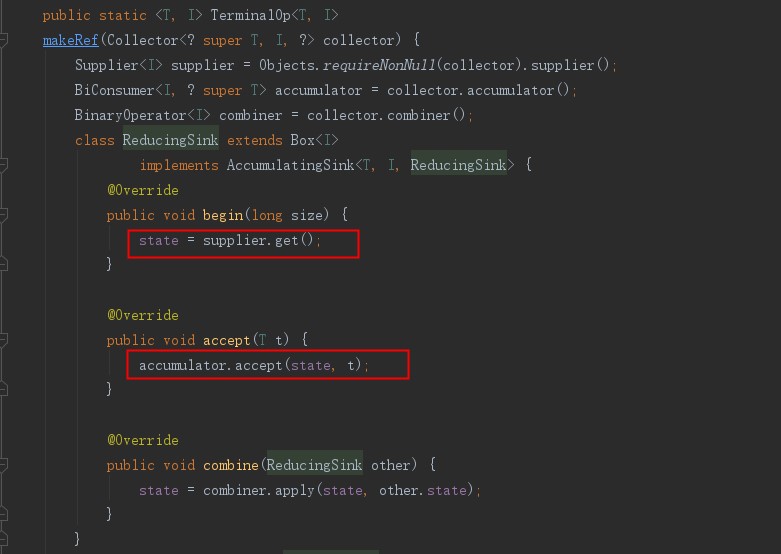 public static <T, I> TerminalOp<T, I>
makeRef(Collector<? super T, I, ?> collector) {
Supplier<I> supplier = Objects.requireNonNull(collector).supplier();
BiConsumer<I, ? super T> accumulator = collector.accumulator();
BinaryOperator<I> combiner = collector.combiner();
class ReducingSink extends Box<I>
implements AccumulatingSink<T, I, ReducingSink> {
@Override
public void begin(long size) {
state = supplier.get();
}
@Override
public void accept(T t) {
accumulator.accept(state, t);
}
@Override
public void combine(ReducingSink other) {
state = combiner.apply(state, other.state);
}
}